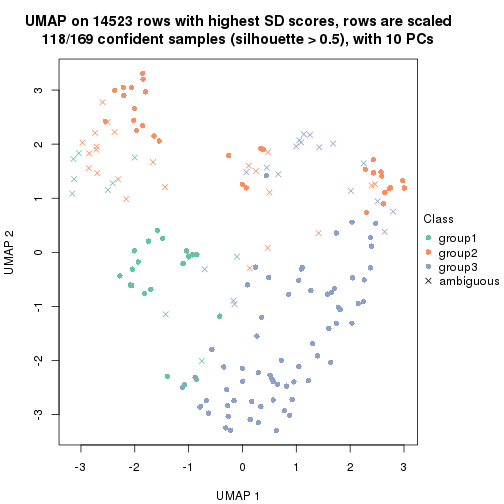 UMAP on 14523 rows with highest SD scores, rows are scaled
118/169 confident samples (silhouette > 0.5), with 10 PCs
3
2
1
0
-1
-2
-3
UMAP 2
-3
-2
-1
0
1
2
3
UMAP 1
Class
group1
group2
group3
ambiguous